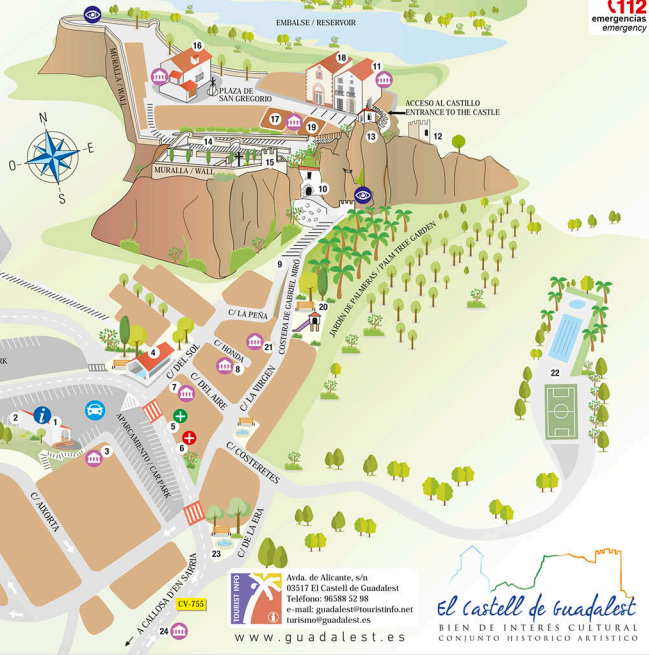 112
emergencias
emergency
EMBALSE / RESERVOIR
16
18
11
MURALLA / WALL
PLAZA DE
SAN GREGORIO
ACCESO AL CASTILLO
ENTRANCE TO THE CASTLE
17
19
13
12
14
15
MURALLA / WALL
10
N
O
E
S
9
COSTERA DE GABRIEL MIRÓ
JARDÍN DE PALMERAS / PALM TREE GARDEN
20
C/ LA PEÑA
21
C/ HONDA
8
4
C/ DEL SOL
C/ DEL AIRE
C/ LA VIRGEN
7
5
6
RK
2
i
1
3
APARCAMIENTO / CAR PARK
C/ COSTERETES
22
C/ AIXORTA
C/ DE LA ERA
23
A CALLOSA D'EN SARRIA
CV-755
24
TOURIST INFO
i
Avda. de Alicante, s/n
03517 El Castell de Guadalest
Teléfono: 96588 52 98
e-mail: guadalest@touristinfo.net
turismo@guadalest.es
www.guadalest.es
El Castell de Guadalest
BIEN DE INTERÉS CULTURAL
CONJUNTO HISTORICO ARTÍSTICO